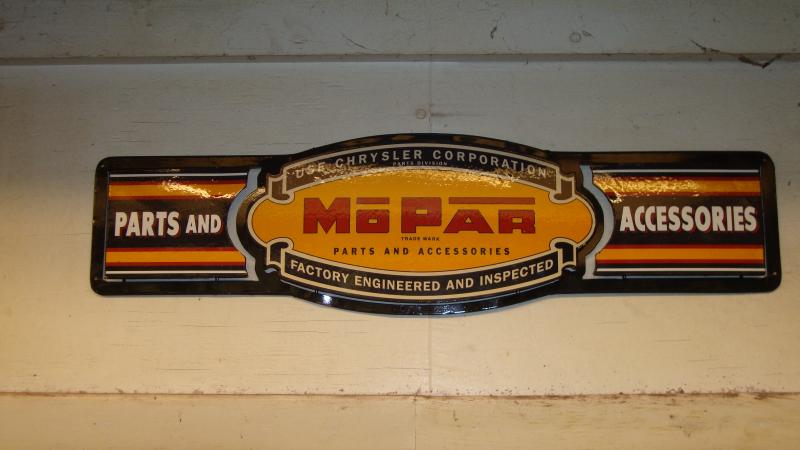 USE CHRYSLER CORPORATION
PARTS DIVISION
PARTS AND
MOPAR
TRADE MARK
PARTS AND ACCESSORIES
ACCESSORIES
FACTORY ENGINEERED AND INSPECTED